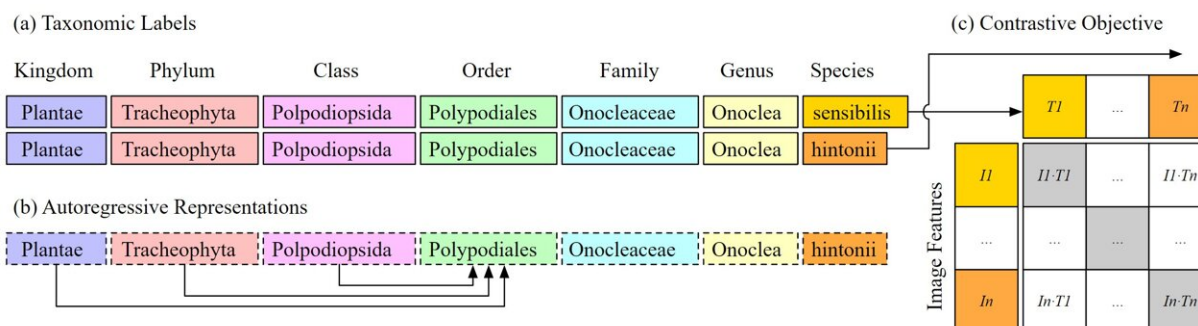 (a) Taxonomic Labels
(c) Contrastive Objective
Kingdom Phylum Class Order Family Genus Species
Plantae Tracheophyta Polpodiopsida Polypodiales Onocleaceae Onoclea sensibilis
Plantae Tracheophyta Polpodiopsida Polypodiales Onocleaceae Onoclea hintonii
T1 ... Tn
(b) Autoregressive Representations
Plantae Tracheophyta Polpodiopsida Polypodiales Onocleaceae Onoclea hintonii
Image Features
I1 I1·T1 ... I1·Tn
... ... ...
In In·T1 ... In·Tn